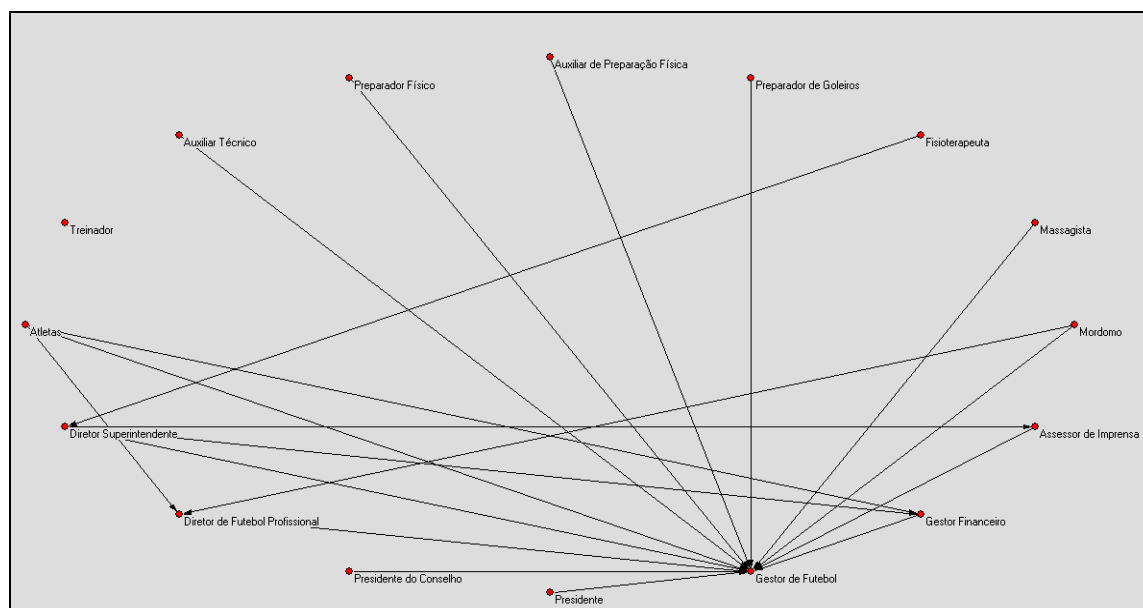 Auxiliar de Preparação Física
Preparador Físico
Preparador de Goleiros
Auxiliar Técnico
Fisioterapeuta
Treinador
Massagista
Atletas
Mordomo
Diretor Superintendente
Assessor de Imprensa
Diretor de Futebol Profissional
Gestor Financeiro
Presidente do Conselho
Gestor de Futebol
Presidente